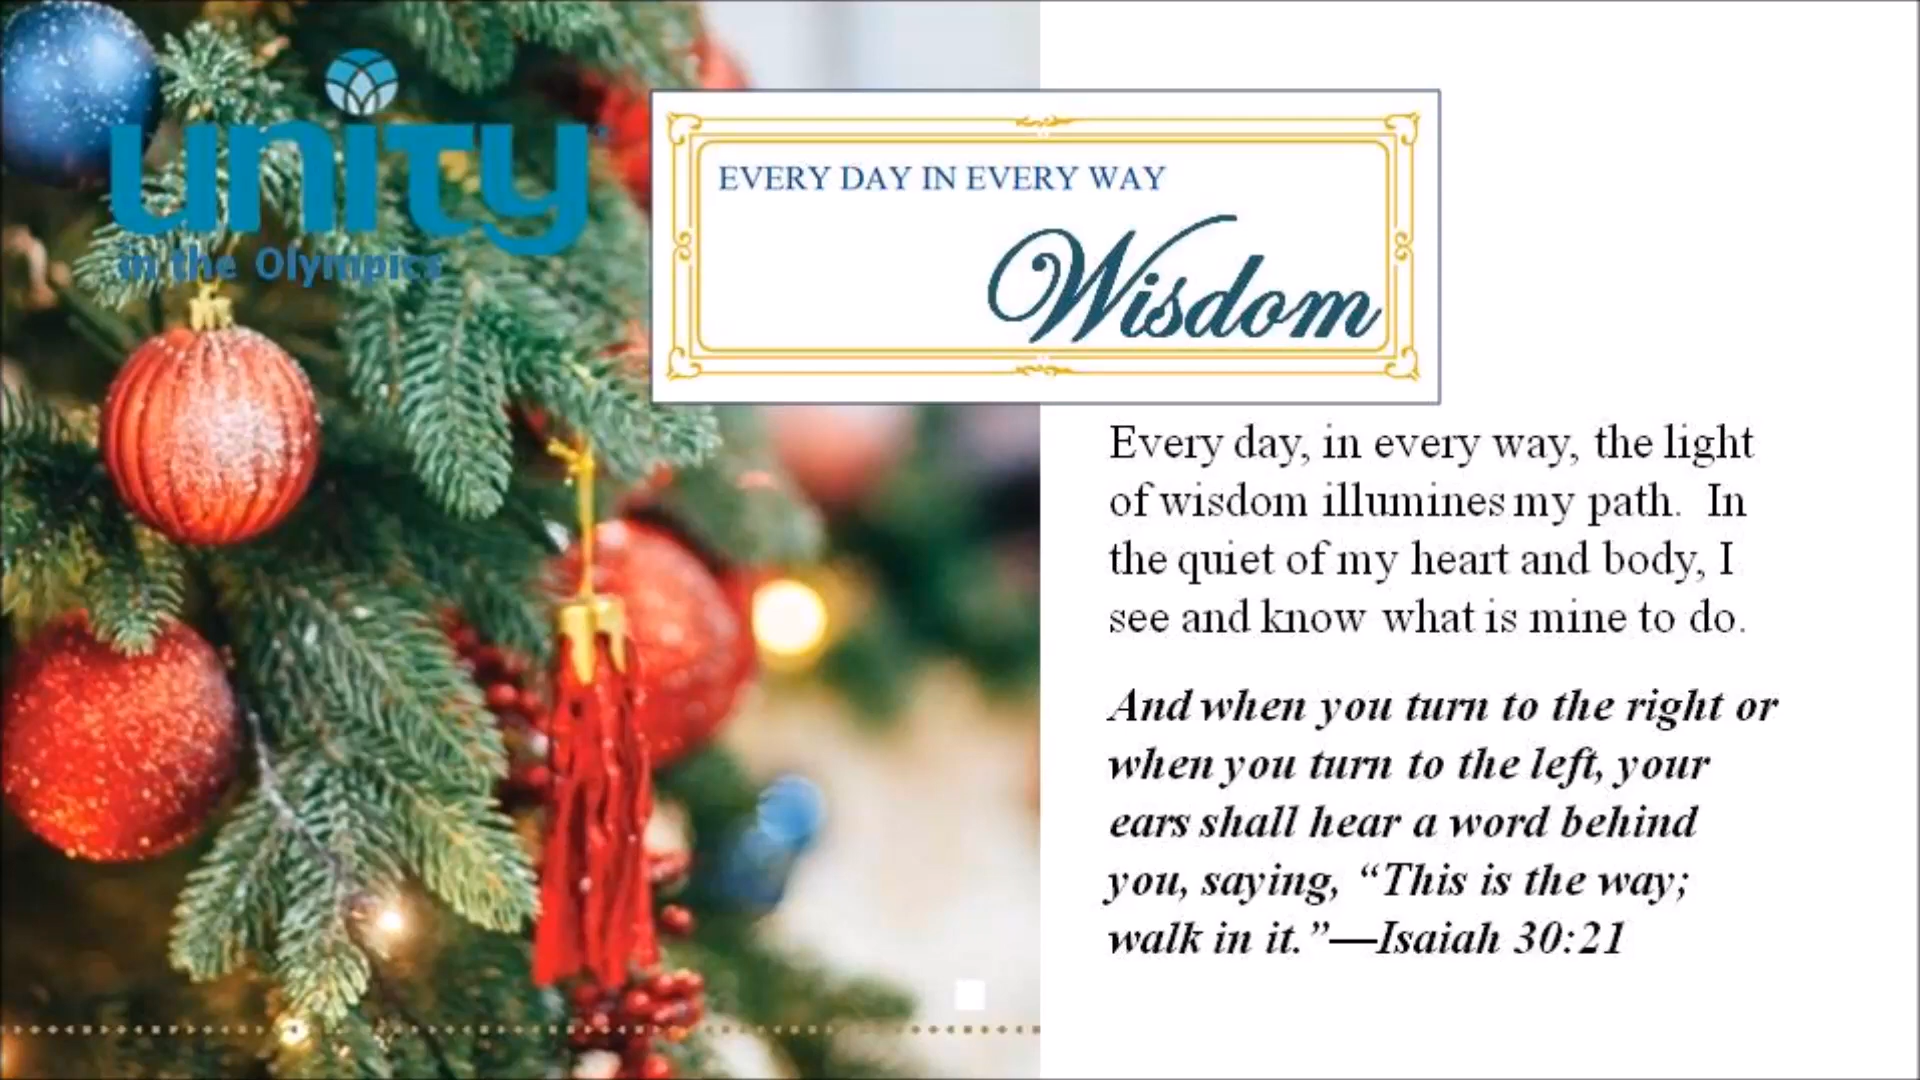 unity
in the Olympics
EVERY DAY IN EVERY WAY
Wisdom
Every day, in every way, the light
of wisdom illumines my path. In
the quiet of my heart and body, I
see and know what is mine to do.
And when you turn to the right or
when you turn to the left, your
ears shall hear a word behind
you, saying, “This is the way;
walk in it.”—Isaiah 30:21